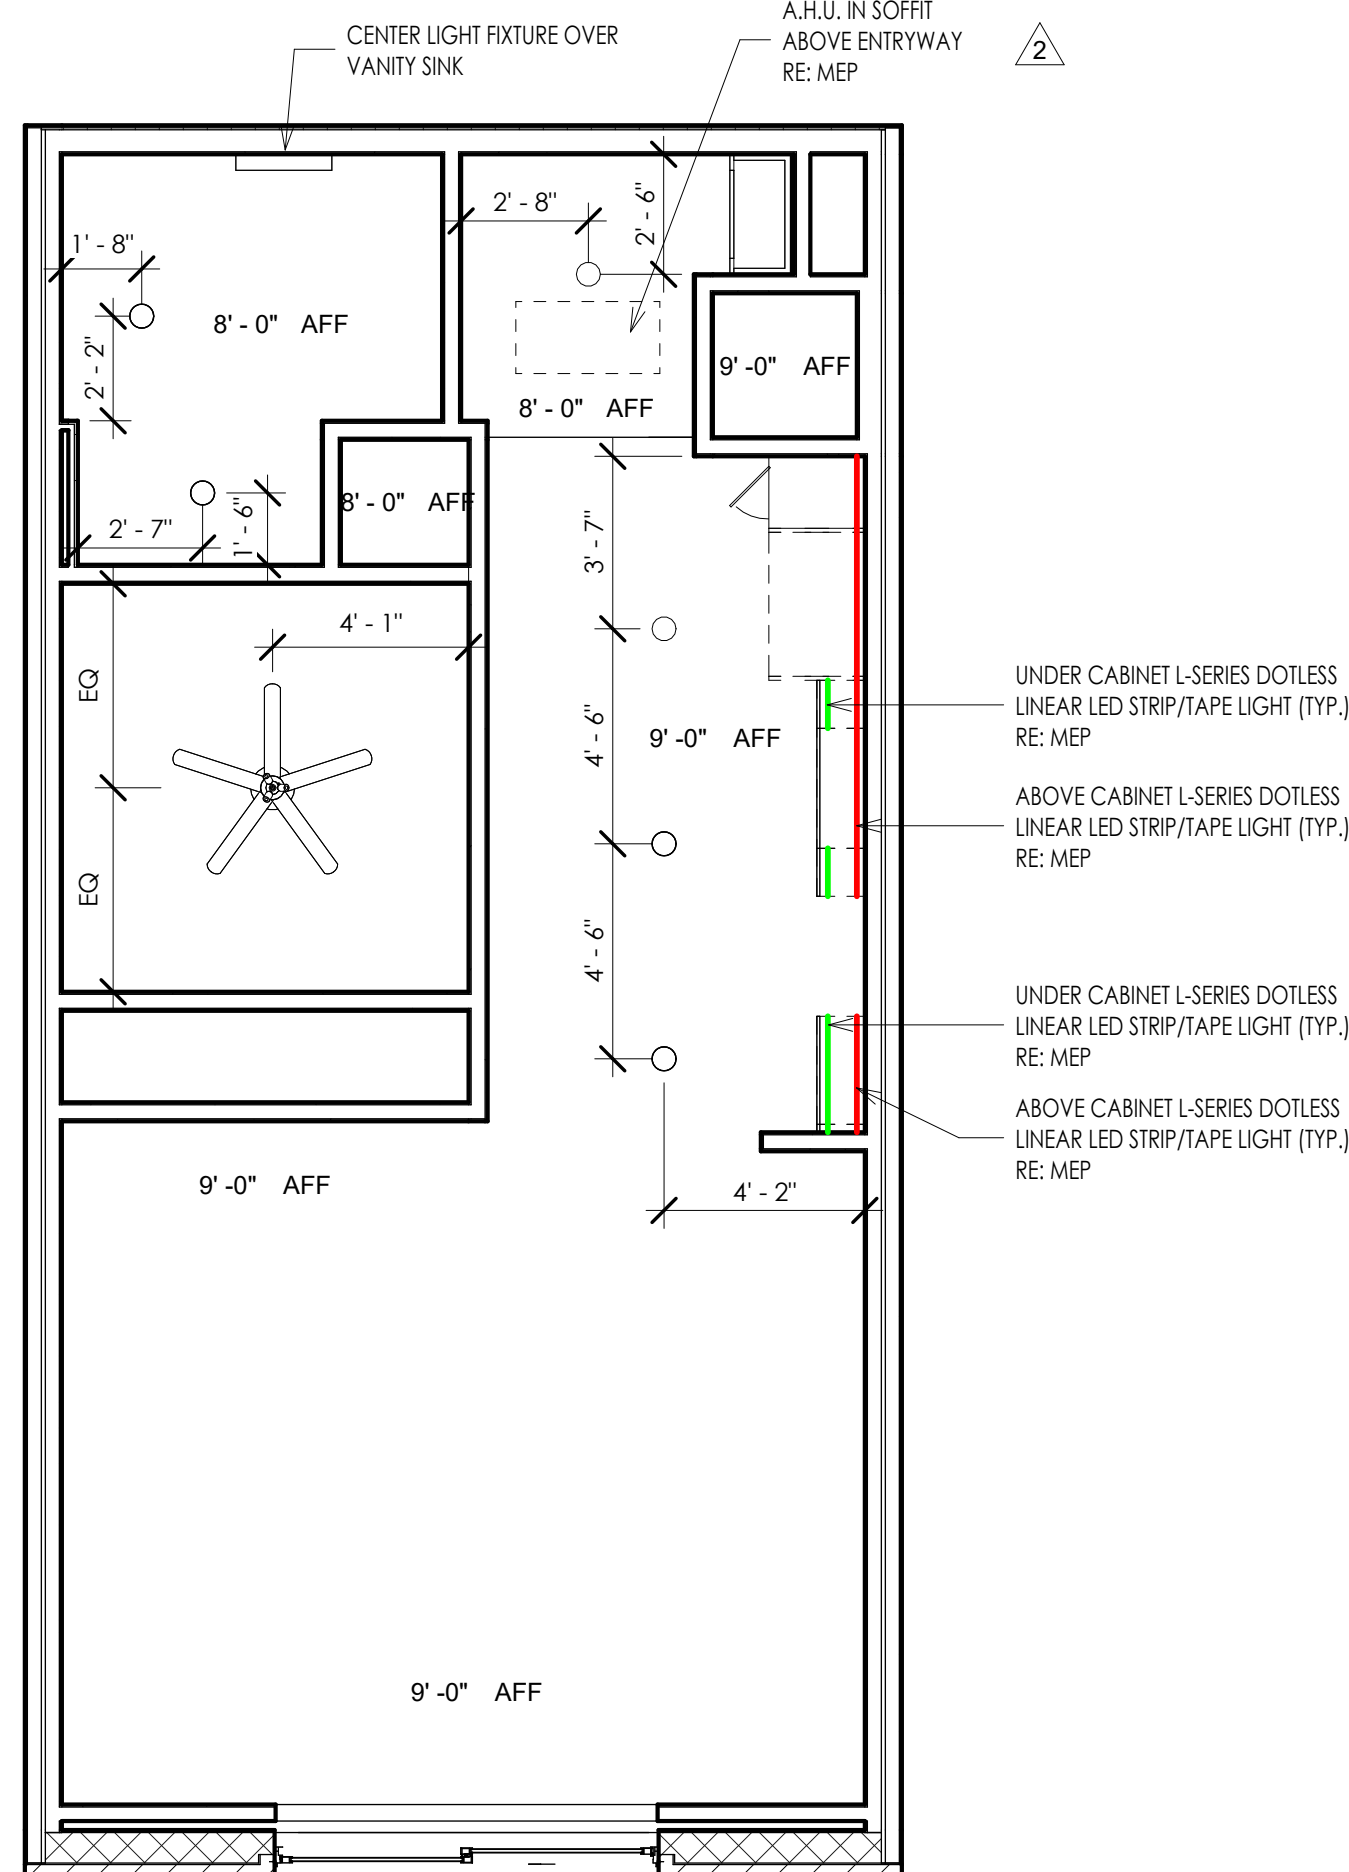 CENTER LIGHT FIXTURE OVER
VANITY SINK
A.H.U. IN SOFFIT
ABOVE ENTRYWAY
RE: MEP
2
2' - 8"
2' - 6"
1' - 8"
8' - 0" AFF
2' - 2"
9' -0" AFF
8' - 0" AFF
8' - 0" AFF
2' - 7"
1' - 6"
3' - 7"
4' - 1"
EQ
4' - 6"
9' -0" AFF
UNDER CABINET L-SERIES DOTLESS
LINEAR LED STRIP/TAPE LIGHT (TYP.)
RE: MEP
ABOVE CABINET L-SERIES DOTLESS
LINEAR LED STRIP/TAPE LIGHT (TYP.)
RE: MEP
EQ
4' - 6"
UNDER CABINET L-SERIES DOTLESS
LINEAR LED STRIP/TAPE LIGHT (TYP.)
RE: MEP
ABOVE CABINET L-SERIES DOTLESS
LINEAR LED STRIP/TAPE LIGHT (TYP.)
RE: MEP
9' -0" AFF
4' - 2"
9' -0" AFF